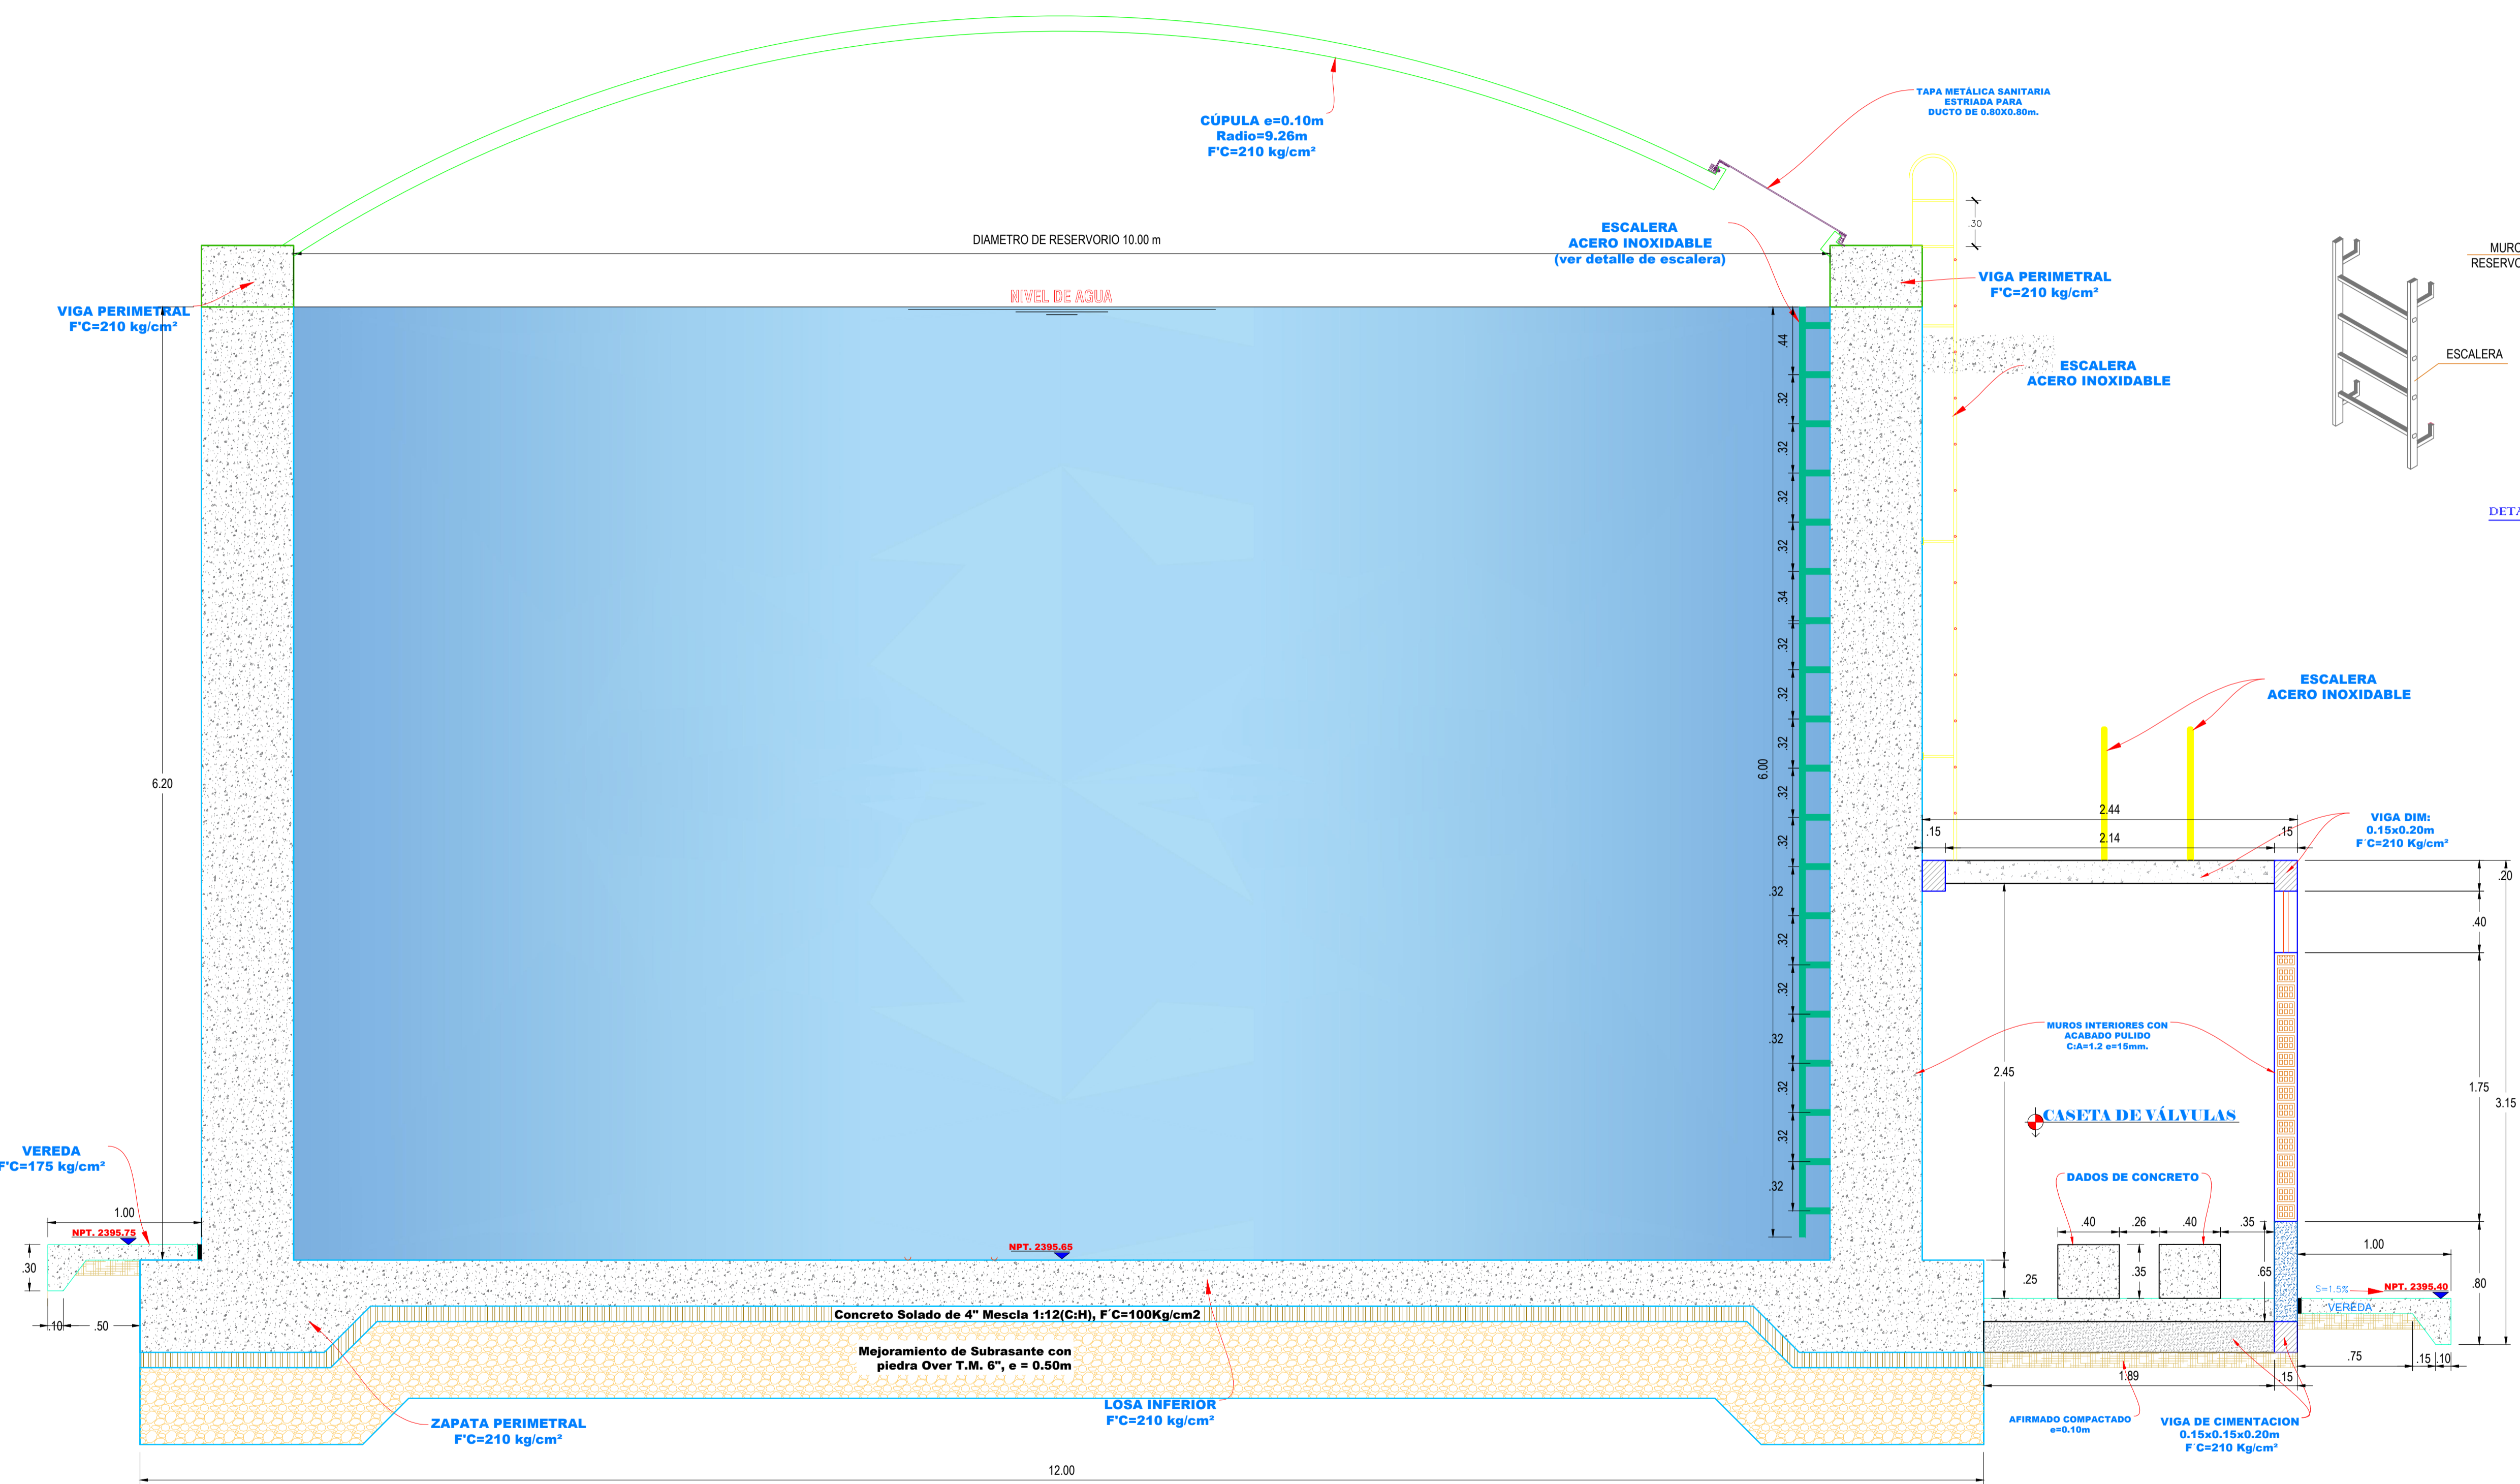 TAPA METÁLICA SANITARIA
ESTRIADA PARA
DUCTO DE 0.80X0.80m.
CÚPULA e=0.10m
Radio=9.26m
F'C=210 kg/cm²
.30
DIAMETRO DE RESERVORIO 10.00 m
ESCALERA
ACERO INOXIDABLE
(ver detalle de escalera)
MURO
RESERVO
VIGA PERIMETRAL
F'C=210 kg/cm²
NIVEL DE AGUA
VIGA PERIMETRAL
F'C=210 kg/cm²
ESCALERA
ESCALERA
ACERO INOXIDABLE
DETA
.44
.32
.32
.32
.32
.34
.32
.32
.32
.32
.32
.32
.32
.32
.32
.32
.32
.32
6.00
6.20
ESCALERA
ACERO INOXIDABLE
2.44
.15
2.14
.15
VIGA DIM:
0.15x0.20m
F´C=210 Kg/cm²
.20
.40
1.75
3.15
.80
MUROS INTERIORES CON
ACABADO PULIDO
C:A=1.2 e=15mm.
2.45
CASETA DE VÁLVULAS
DADOS DE CONCRETO
.40
.26
.40
.35
.25
.35
.65
1.00
S=1,5%
NPT. 2395.40
VEREDA
VEREDA
F'C=175 kg/cm²
1.00
NPT. 2395.75
.30
.10
.50
NPT. 2395.65
Concreto Solado de 4" Mescla 1:12(C:H), F´C=100Kg/cm2
Mejoramiento de Subrasante con
piedra Over T.M. 6", e = 0.50m
.75
.15
.10
1.89
.15
LOSA INFERIOR
F'C=210 kg/cm²
ZAPATA PERIMETRAL
F'C=210 kg/cm²
AFIRMADO COMPACTADO
e=0.10m
VIGA DE CIMENTACION
0.15x0.15x0.20m
F´C=210 Kg/cm²
12.00